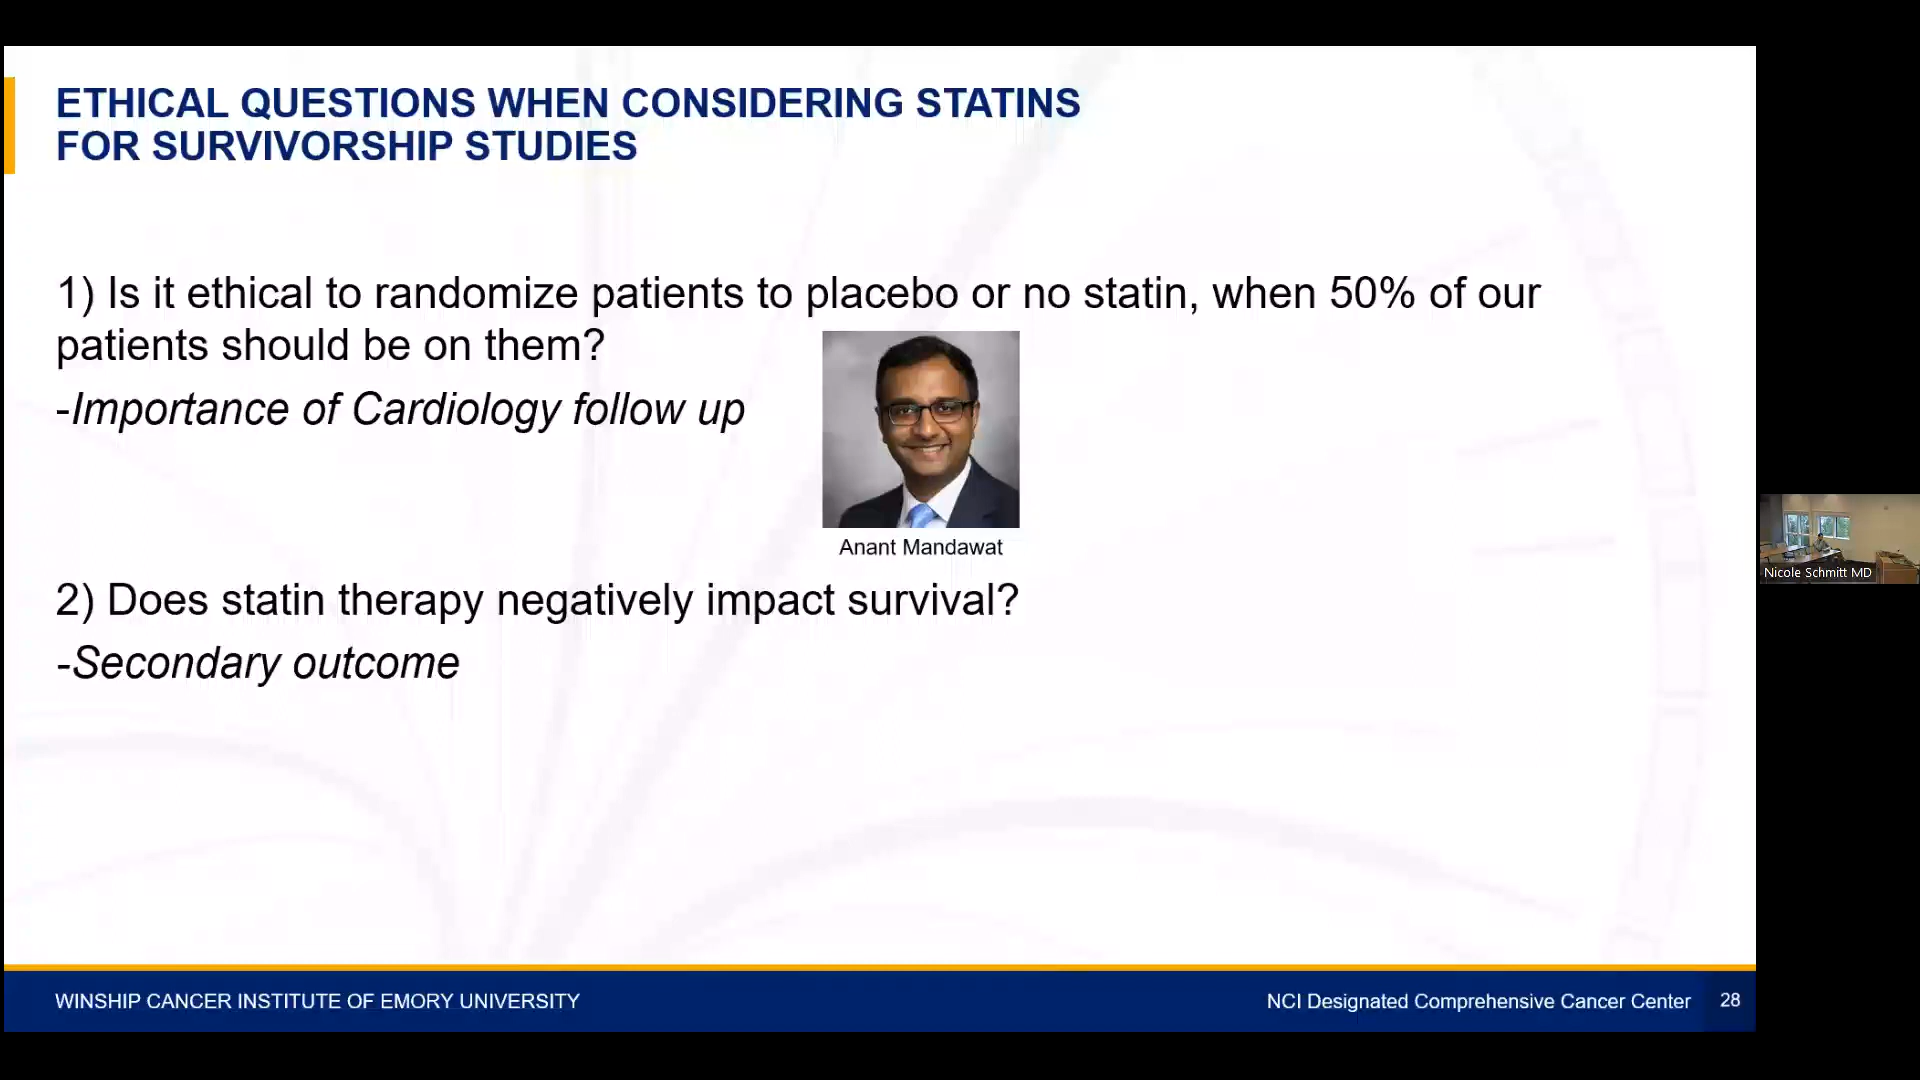 ETHICAL QUESTIONS WHEN CONSIDERING STATINS
FOR SURVIVORSHIP STUDIES
1) Is it ethical to randomize patients to placebo or no statin, when 50% of our
patients should be on them?
-Importance of Cardiology follow up
Anant Mandawat
2) Does statin therapy negatively impact survival?
-Secondary outcome
Nicole Schmitt MD
WINSHIP CANCER INSTITUTE OF EMORY UNIVERSITY
NCI Designated Comprehensive Cancer Center
28